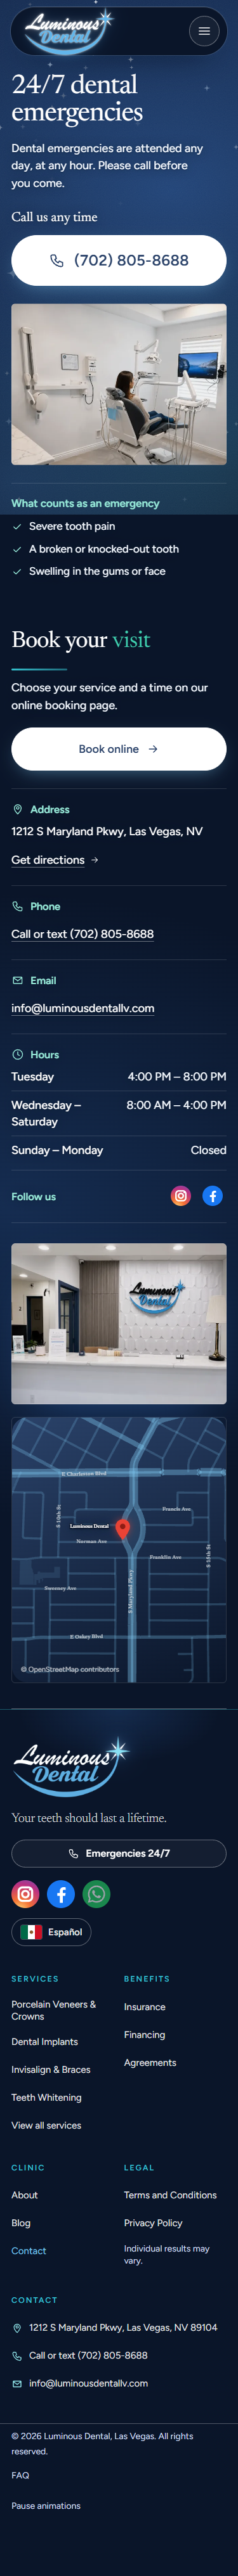 Luminous
Dental
24/7 dental
emergencies
Dental emergencies are attended any
day, at any hour. Please call before
you come.
Call us any time
(702) 805-8688
What counts as an emergency
Severe tooth pain
A broken or knocked-out tooth
Swelling in the gums or face
Book your visit
Choose your service and a time on our
online booking page.
Book online →
Address
1212 S Maryland Pkwy, Las Vegas, NV
Get directions →
Phone
Call or text (702) 805-8688
Email
info@luminousdentallv.com
Hours
Tuesday 4:00 PM – 8:00 PM
Wednesday – 8:00 AM – 4:00 PM
Saturday
Sunday – Monday Closed
Follow us
Luminous
Dental
E Charleston Blvd
S 10th St
Francis Ave
Luminous Dental
Norman Ave
S 15th St
Franklin Ave
S Maryland Pkwy
Sweeney Ave
E Oakey Blvd
© OpenStreetMap contributors
Luminous
Dental
Your teeth should last a lifetime.
Emergencies 24/7
Español
SERVICES
Porcelain Veneers &
Crowns
Dental Implants
Invisalign & Braces
Teeth Whitening
View all services
BENEFITS
Insurance
Financing
Agreements
CLINIC
About
Blog
Contact
LEGAL
Terms and Conditions
Privacy Policy
Individual results may
vary.
CONTACT
1212 S Maryland Pkwy, Las Vegas, NV 89104
Call or text (702) 805-8688
info@luminousdentallv.com
© 2026 Luminous Dental, Las Vegas. All rights
reserved.
FAQ
Pause animations